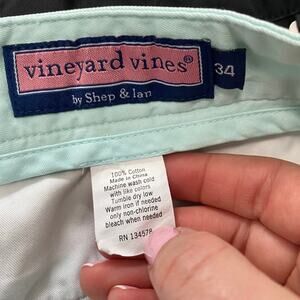 vineyard vines®
34
by Shep & Ian
100% Cotton
Made in China
Machine wash cold
with like colors
Tumble dry low
Warm iron if needed
only non-chlorine
bleach when needed
RN 134578